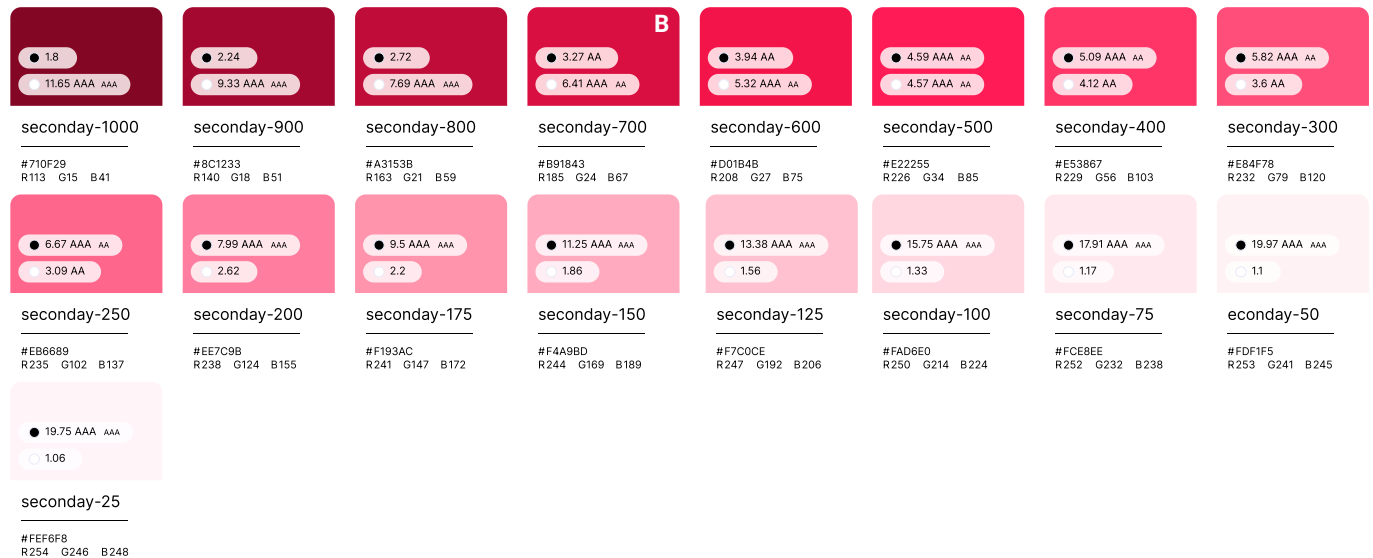 B
1.8
11.65 AAA AAA
2.24
9.33 AAA AAA
2.72
7.69 AAA AAA
3.27 AA
6.41 AA AA
3.94 AA
5.32 AAA AA
4.59 AAA AA
4.57 AAA AA
5.09 AAA AA
4.12 AA
5.82 AAA AA
3.6 AA
seconday-1000
seconday-900
seconday-800
seconday-700
seconday-600
seconday-500
seconday-400
seconday-300
#710F29
R113 G15 B41
#8C1233
R140 G18 B51
#A3153B
R163 G21 B59
#B91843
R185 G24 B67
#D01B4B
R208 G27 B75
#E22255
R226 G34 B85
#E53867
R229 G56 B103
#E84F78
R232 G79 B120
6.67 AAA AA
3.09 AA
7.99 AAA AAA
2.62
9.5 AAA AAA
2.2
11.25 AAA AAA
1.86
13.38 AAA AAA
1.56
15.75 AAA AAA
1.33
17.91 AAA AAA
1.17
19.97 AAA AAA
1.1
seconday-250
seconday-200
seconday-175
seconday-150
seconday-125
seconday-100
seconday-75
econday-50
#EB6689
R235 G102 B137
#EE7C9B
R238 G124 B155
#F193AC
R241 G147 B172
#F4A9BD
R244 G169 B189
#F7C0CE
R247 G192 B206
#FAD6E0
R250 G214 B224
#FCE8EE
R252 G232 B238
#FDF1F5
R253 G241 B245
19.75 AAA AAA
1.06
seconday-25
#FEF6F8
R254 G246 B248